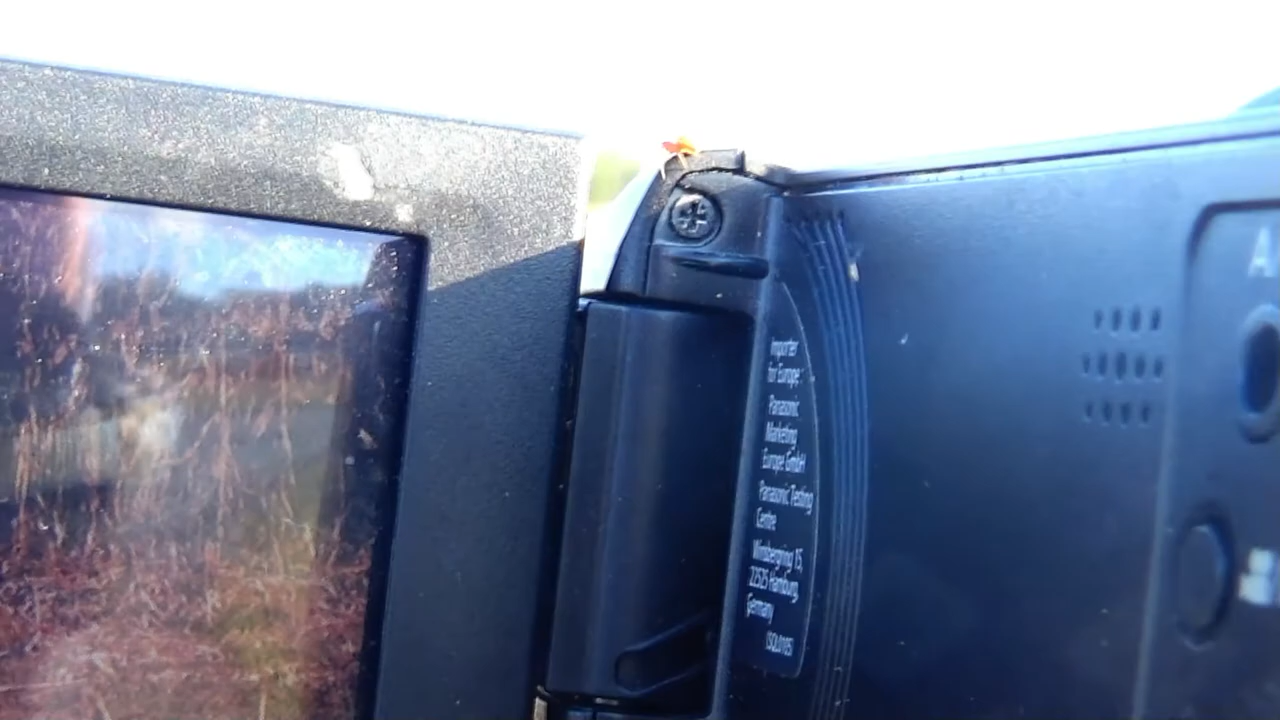 Importer
for Europe :
Panasonic
Marketing
Europe GmbH
Panasonic Testing
Centre
Winsbergring 15,
22525 Hamburg,
Germany
A